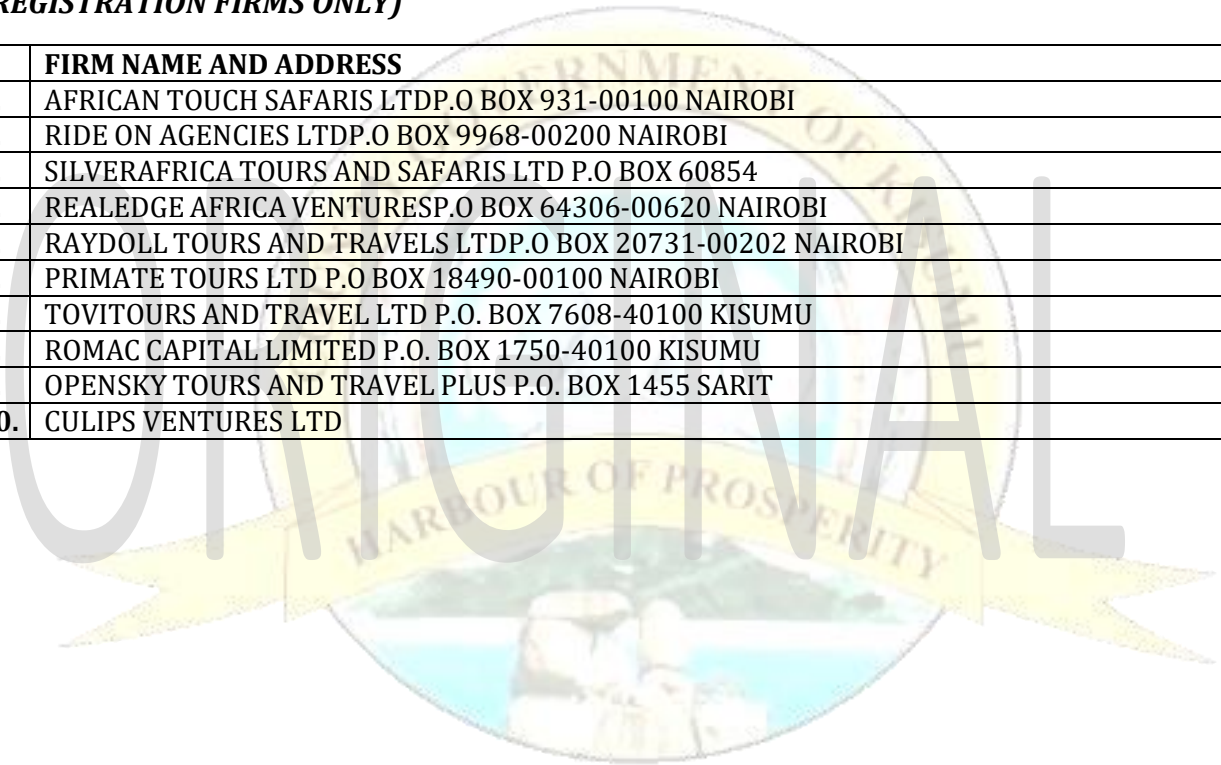 REGISTRATION FIRMS ONLY)
FIRM NAME AND ADDRESS
AFRICAN TOUCH SAFARIS LTDP.O BOX 931-00100 NAIROBI
RIDE ON AGENCIES LTDP.O BOX 9968-00200 NAIROBI
SILVERAFRICA TOURS AND SAFARIS LTD P.O BOX 60854
REALEDGE AFRICA VENTURESP.O BOX 64306-00620 NAIROBI
RAYDOLL TOURS AND TRAVELS LTDP.O BOX 20731-00202 NAIROBI
PRIMATE TOURS LTD P.O BOX 18490-00100 NAIROBI
TOVITOURS AND TRAVEL LTD P.O. BOX 7608-40100 KISUMU
ROMAC CAPITAL LIMITED P.O. BOX 1750-40100 KISUMU
OPENSKY TOURS AND TRAVEL PLUS P.O. BOX 1455 SARIT
0. CULIPS VENTURES LTD
ORIGINAL
GOVERNMENT OF KISUMU
HARBOUR OF PROSPERITY